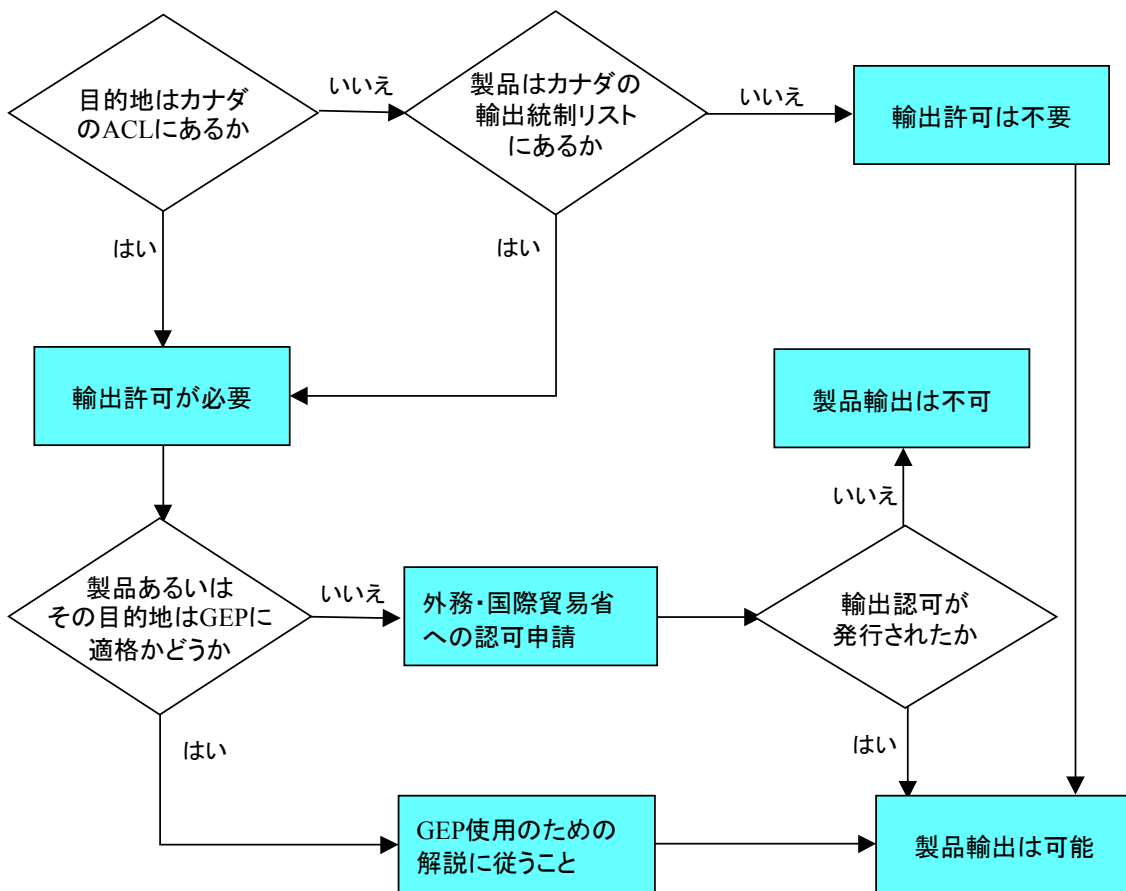 目的地はカナダ
のACLにあるか
いいえ
製品はカナダの
輸出統制リスト
にあるか
いいえ
輸出許可は不要
はい
はい
輸出許可が必要
製品輸出は不可
いいえ
製品あるいは
その目的地はGEPに
適格かどうか
いいえ
外務・国際貿易省
への認可申請
輸出認可が
発行されたか
はい
はい
GEP使用のための
解説に従うこと
製品輸出は可能